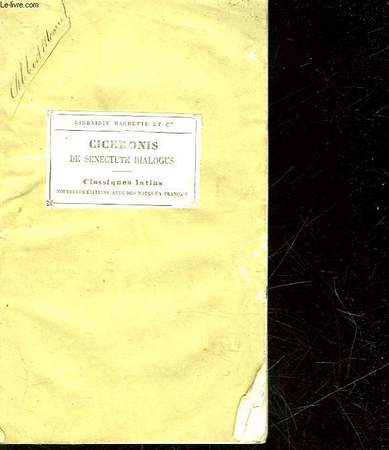 Le-livre.com
Albert
LIBRAIRIE HACHETTE ET Cie
CICERONIS
DE SENECTUTE DIALOGUS
Classiques latins
NOUVELLES ÉDITIONS AVEC DES NOTES EN FRANÇAIS